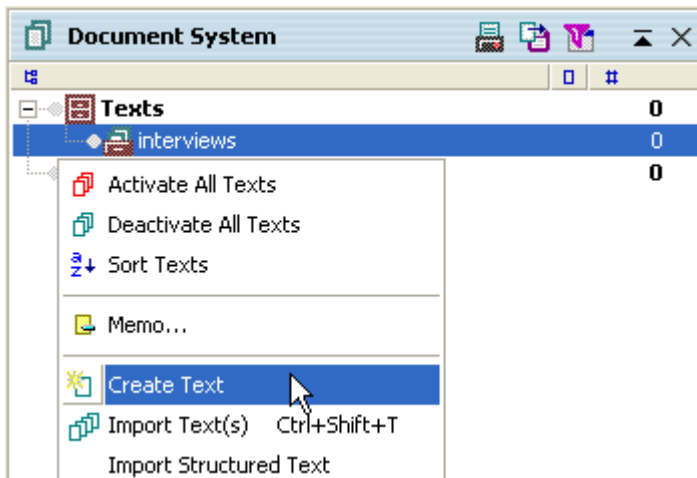 Document System
#
Texts 0
interviews 0
0
Activate All Texts
Deactivate All Texts
Sort Texts
Memo...
Create Text
Import Text(s) Ctrl+Shift+T
Import Structured Text